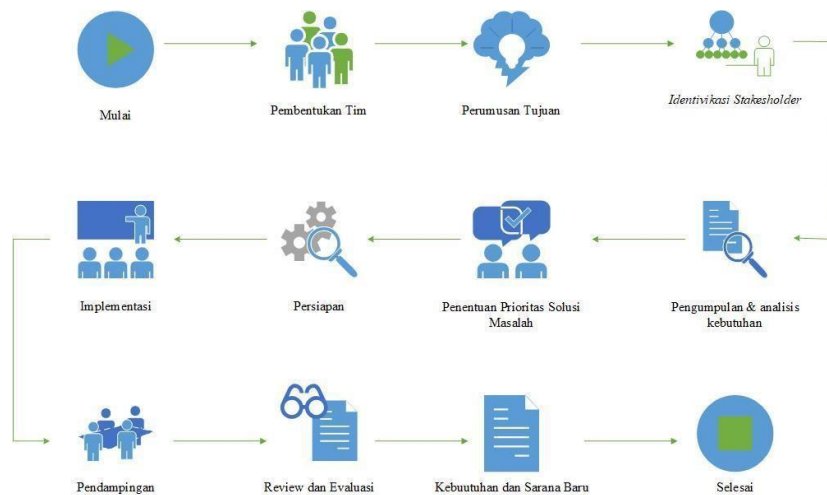 Mulai
Pembentukan Tim
Perumusan Tujuan
Identivikasi Stakesholder
Implementasi
Persiapan
Penentuan Prioritas Solusi
Masalah
Pengumpulan & analisis
kebutuhan
Pendampingan
Review dan Evaluasi
Kebuutuhan dan Sarana Baru
Selesai